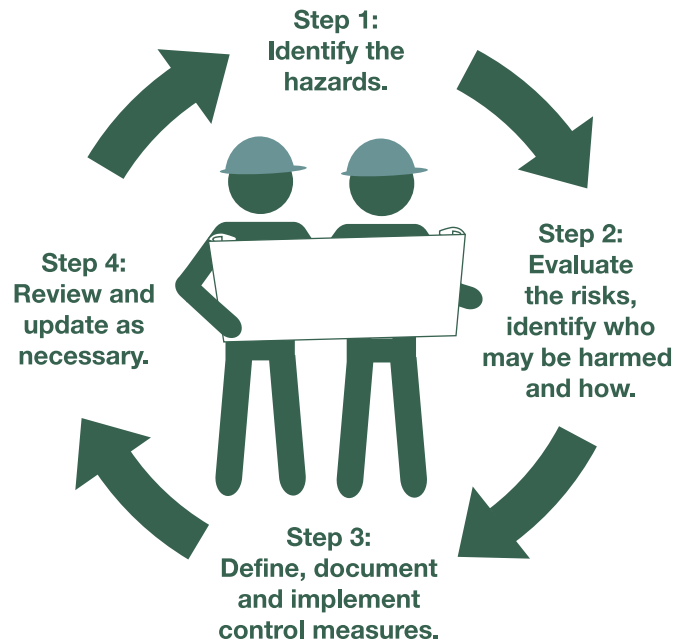 Step 1:
Identify the
hazards.
Step 2:
Evaluate
the risks,
identify who
may be harmed
and how.
Step 3:
Define, document
and implement
control measures.
Step 4:
Review and
update as
necessary.